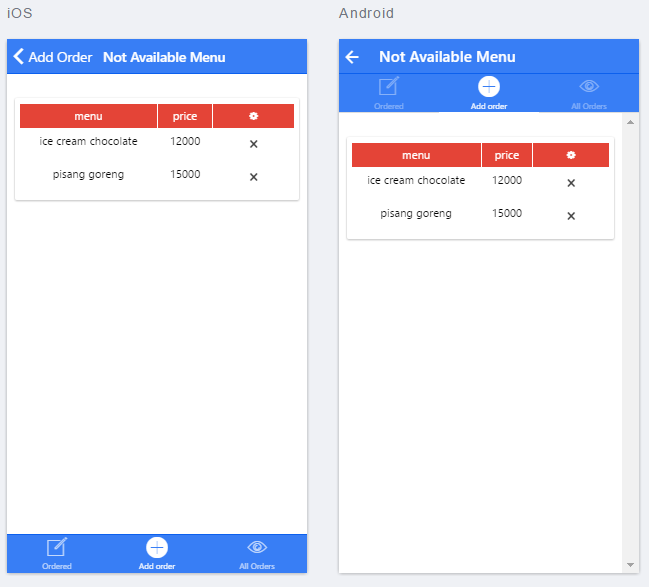 iOS
Add Order Not Available Menu
menu price
ice cream chocolate 12000
pisang goreng 15000
Ordered Add order All Orders
Android
Not Available Menu
Ordered Add order All Orders
menu price
ice cream chocolate 12000
pisang goreng 15000